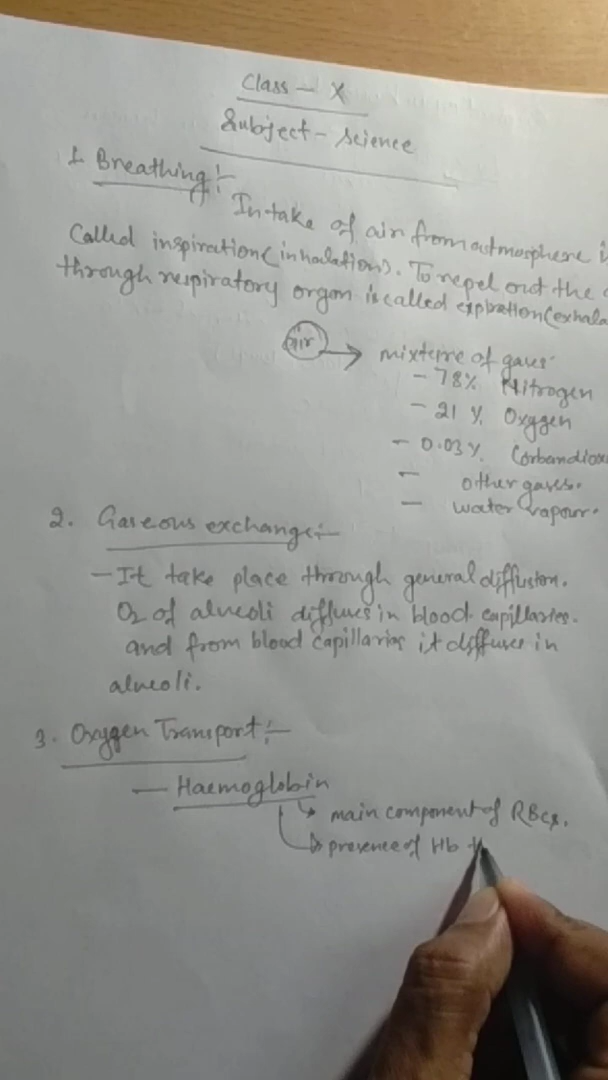 Class - X
Subject - Science
1. Breathing :-
Intake of air from atmosphere i
Called inspiration (inhalation). To repel out the
through respiratory organ is called expiration (exhala
air → mixture of gases
- 78% Nitrogen
- 21% Oxygen
- 0.03% Carbondiox
- other gases.
- water vapour.
2. Gaseous exchange :-
- It take place through general diffusion.
O2 of alveoli diffuses in blood capillaries.
and from blood capillaries it diffuses in
alveoli.
3. Oxygen Transport :-
- Haemoglobin
→ main component of RBCs.
→ presence of Hb